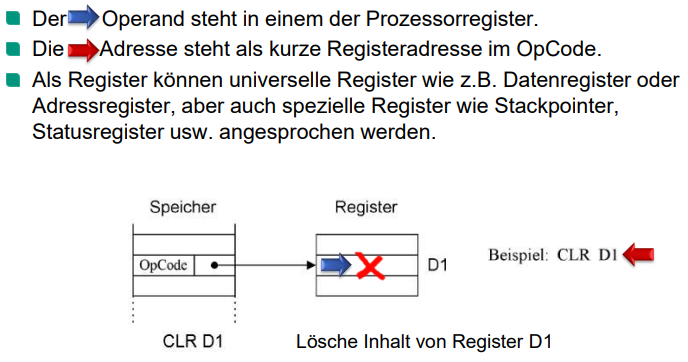 Der Operand steht in einem der Prozessorregister.
Die Adresse steht als kurze Registeradresse im OpCode.
Als Register können universelle Register wie z.B. Datenregister oder
Adressregister, aber auch spezielle Register wie Stackpointer,
Statusregister usw. angesprochen werden.
Speicher
Register
OpCode
D1
Beispiel: CLR D1
CLR D1
Lösche Inhalt von Register D1